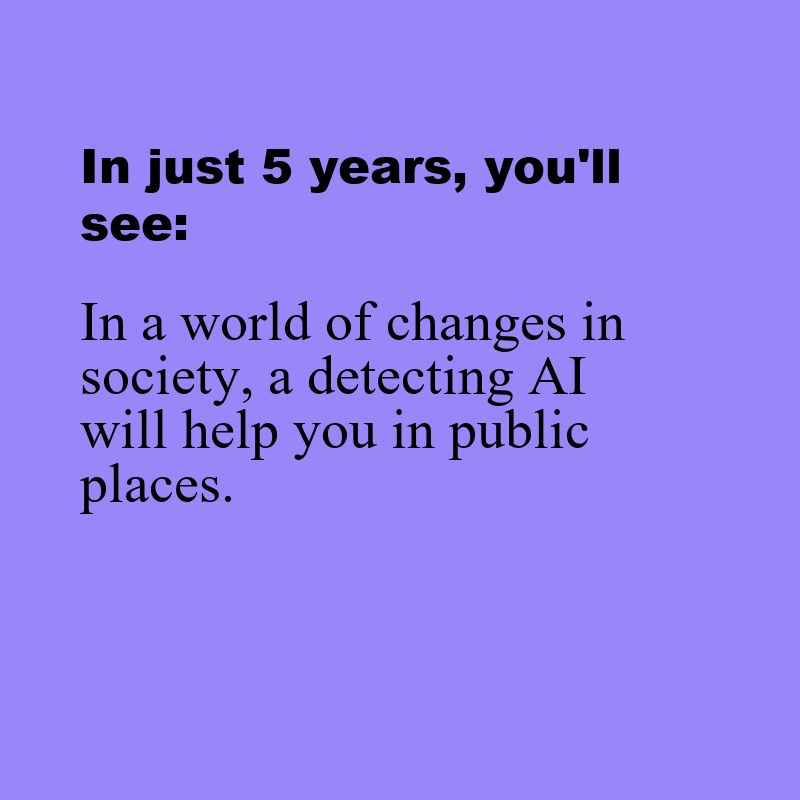 In just 5 years, you'll
see:
In a world of changes in
society, a detecting AI
will help you in public
places.